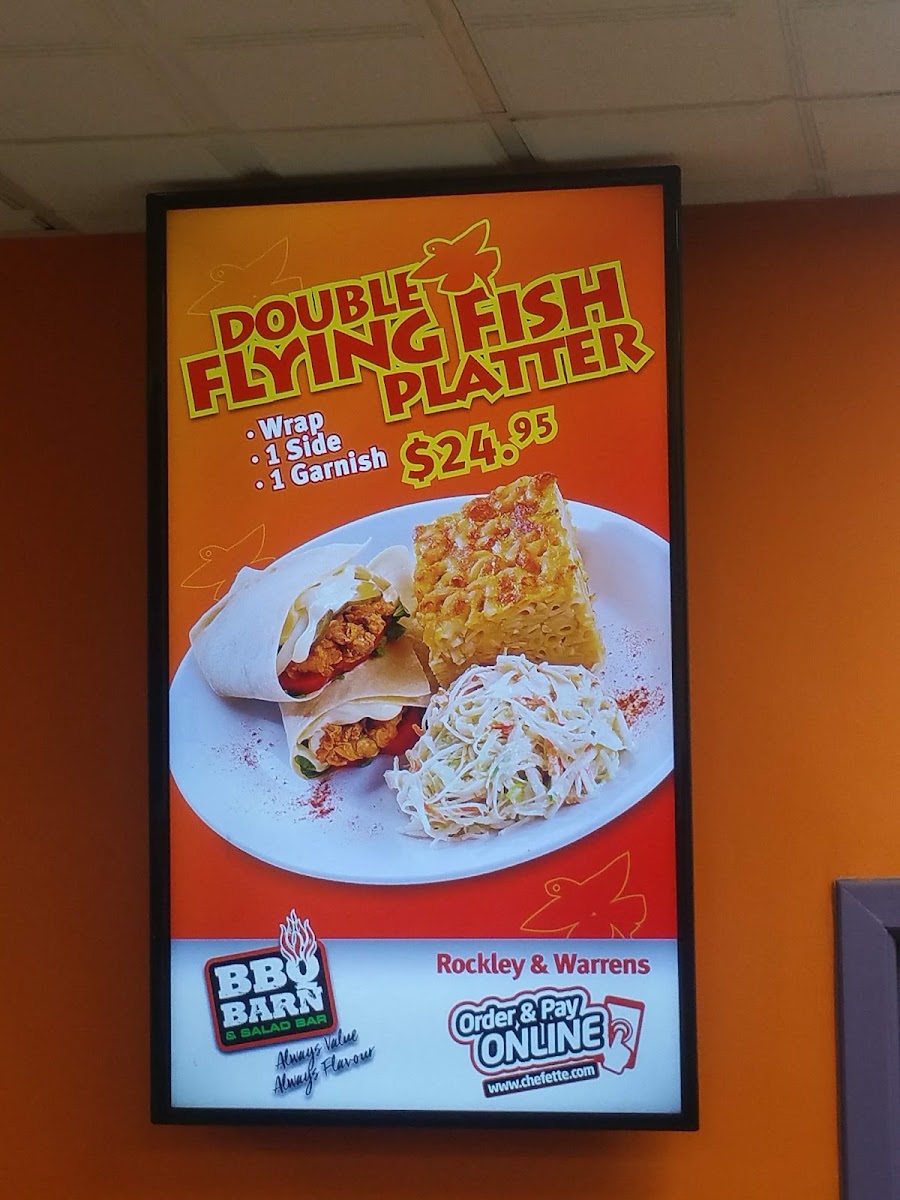 DOUBLE
FLYING FISH
PLATTER
• Wrap
• 1 Side
• 1 Garnish
$24.95
BBQ
BARN
& SALAD BAR
Always Value
Always Flavour
Rockley & Warrens
Order & Pay
ONLINE
www.chefette.com